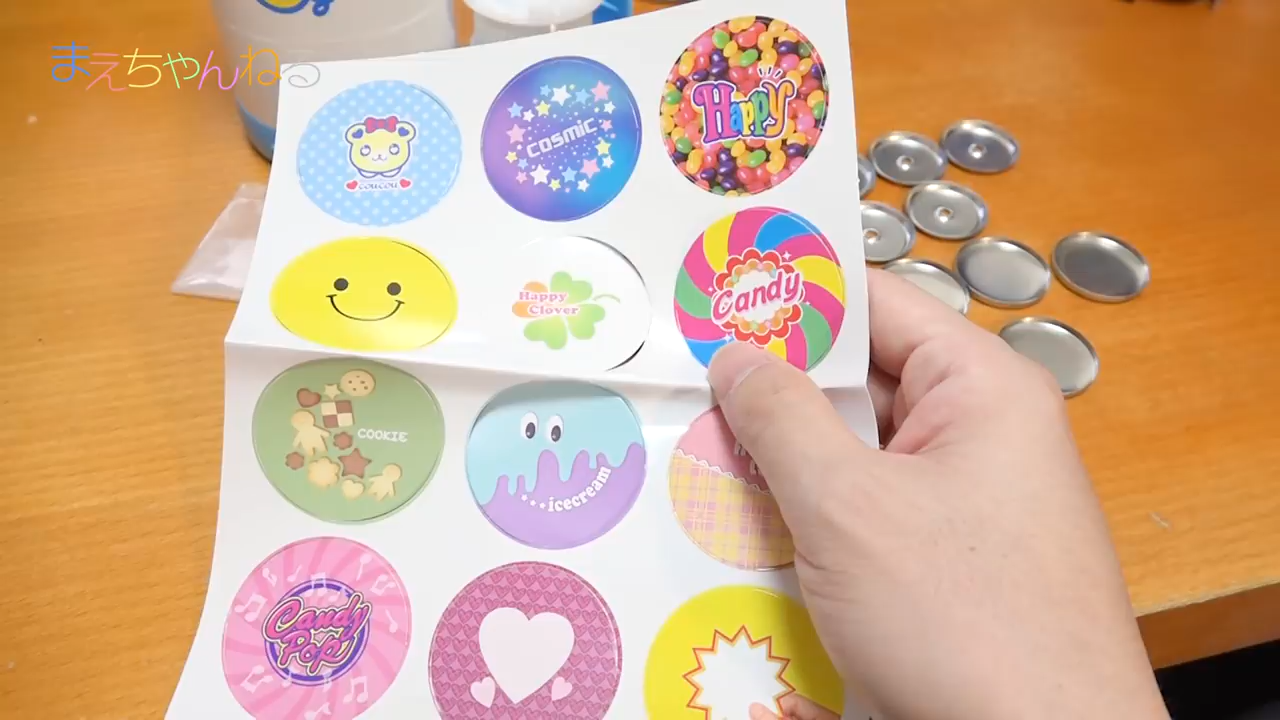 まえちゃんねる
coucou
cosmic
Happy
Happy
Clover
Candy
COOKIE
icecream
Candy
Pop